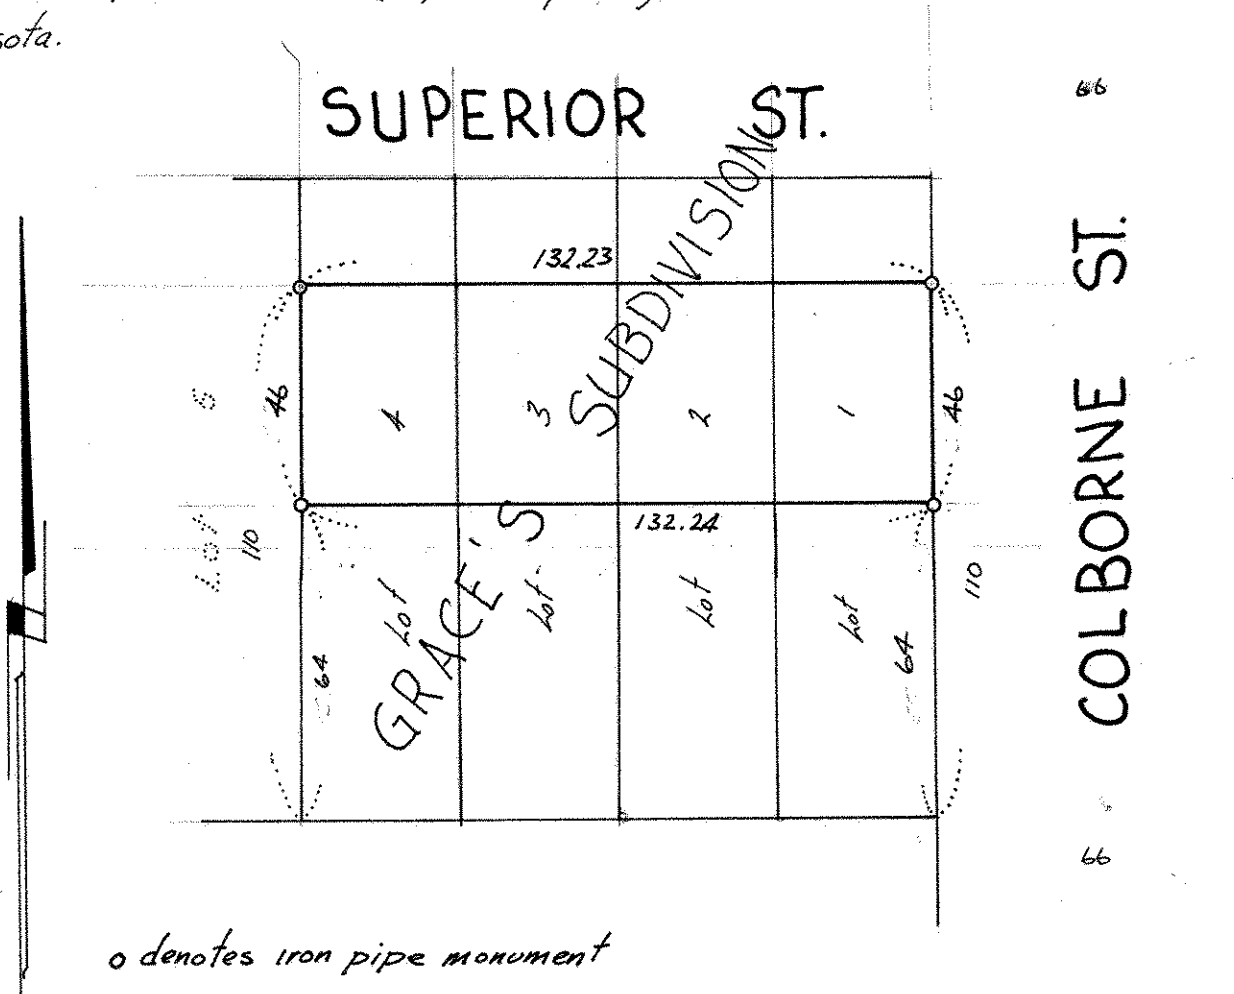 sota.
SUPERIOR ST.
66
132.23
GRACE'S SUBDIVISION
COLBORNE ST.
46
4
3
2
1
46
132.24
Lot 6
110
Lot
Lot
Lot
Lot
110
64
64
66
o denotes iron pipe monument